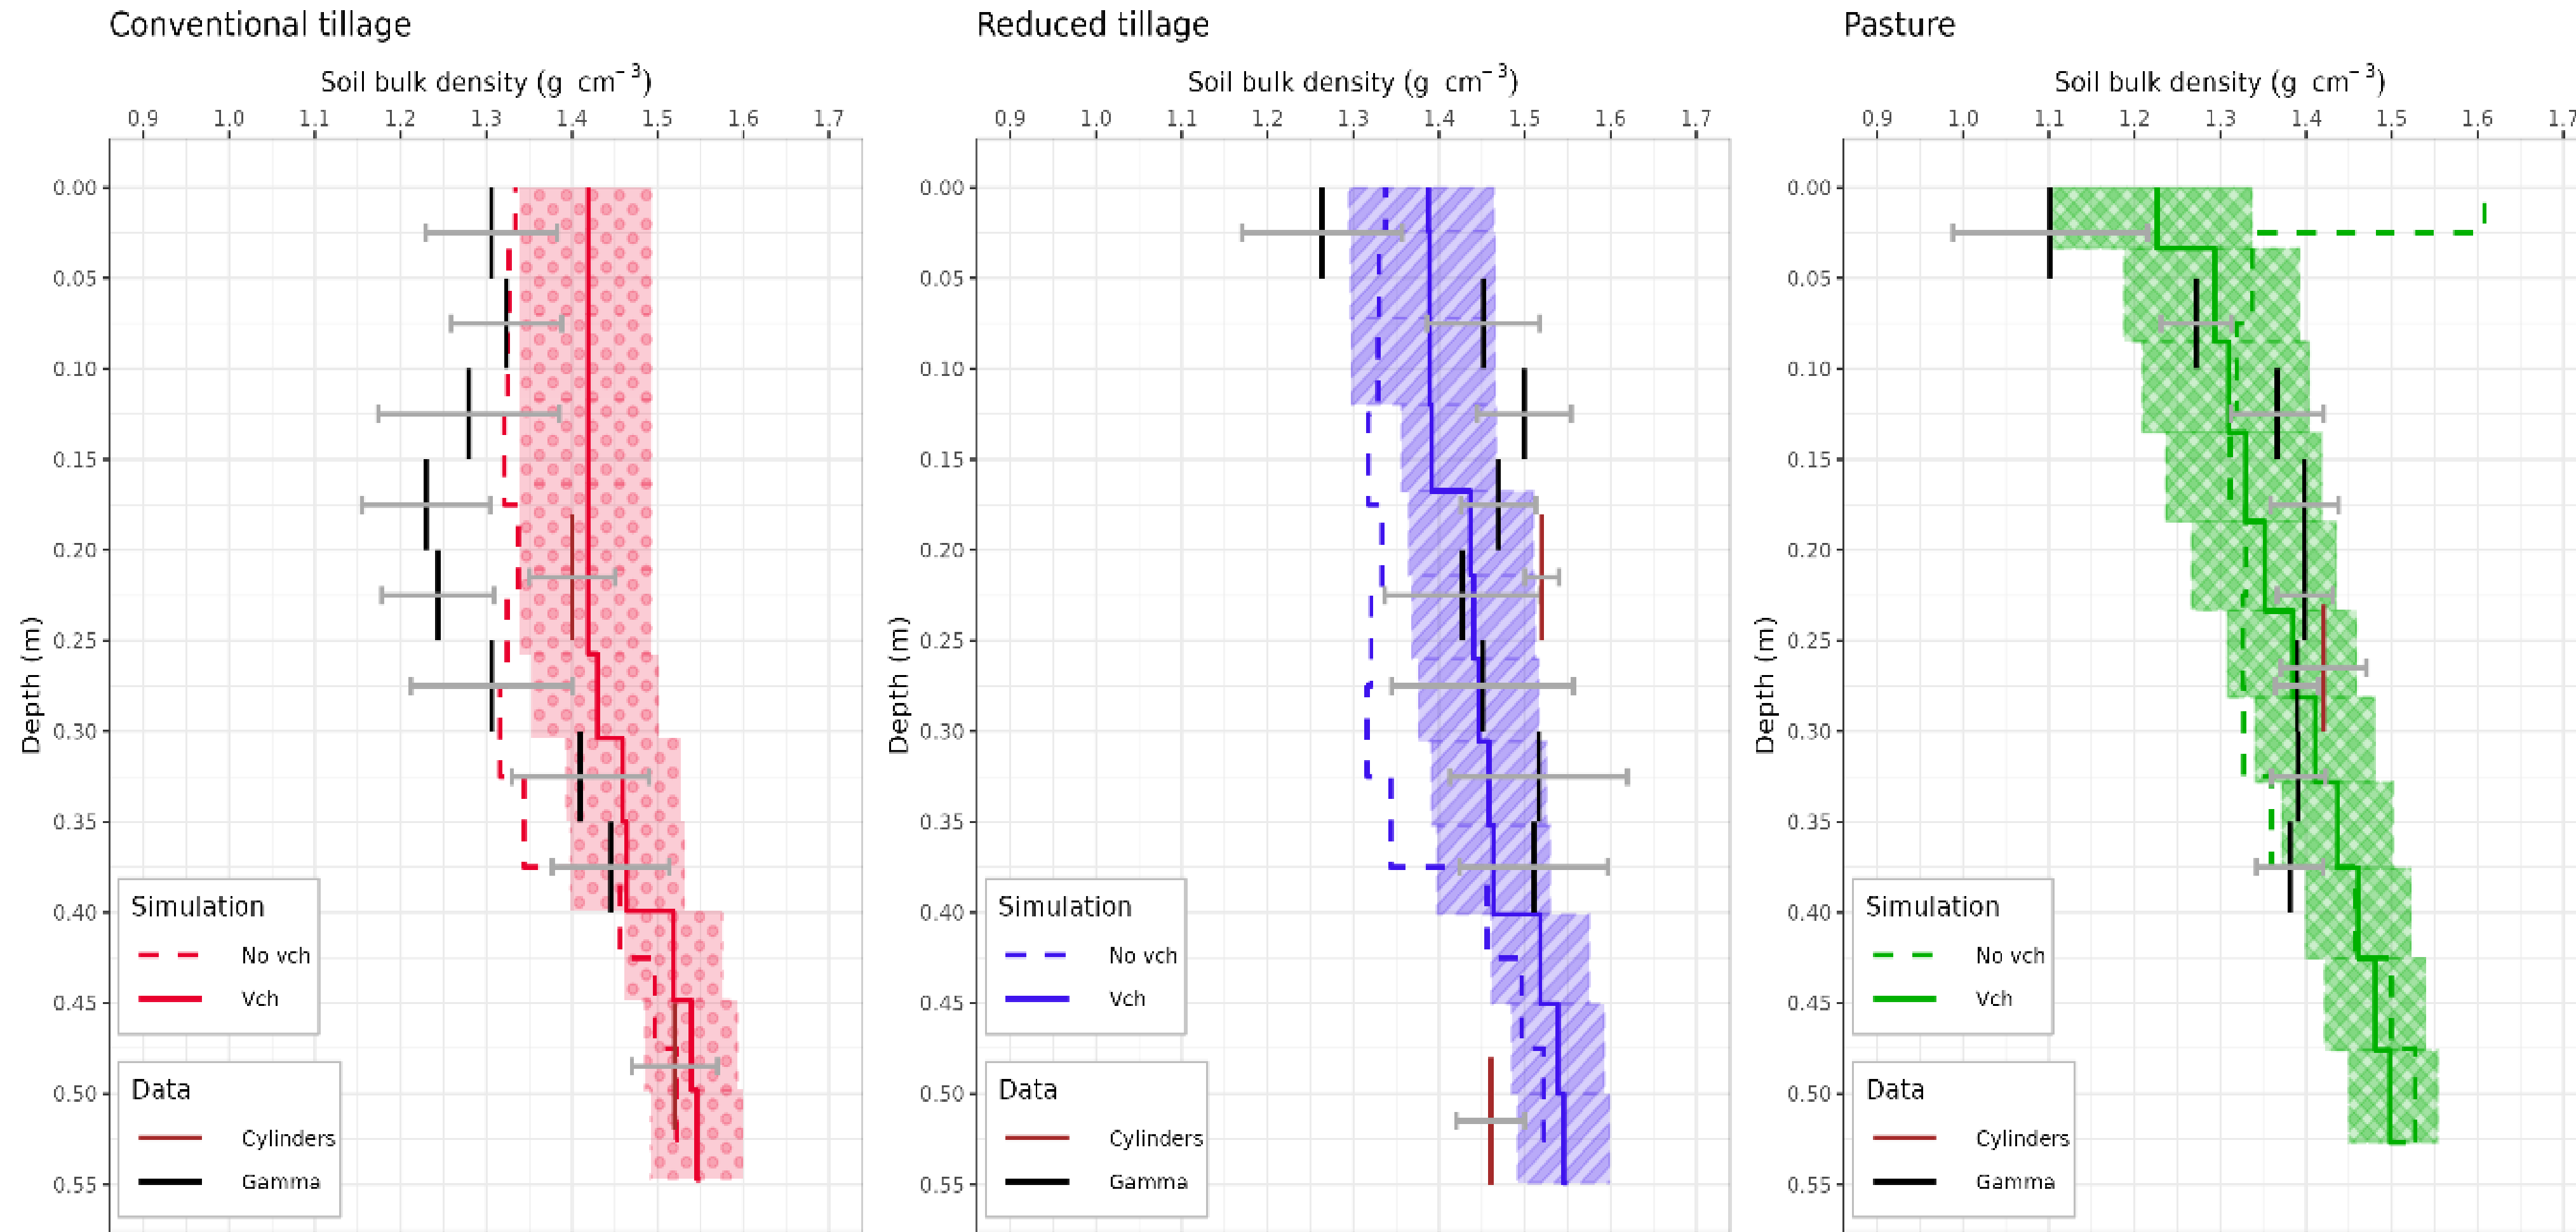 Conventional tillage
Soil bulk density (g cm⁻³)
0.9 1.0 1.1 1.2 1.3 1.4 1.5 1.6 1.7
0.00
0.05
0.10
0.15
0.20
0.25
0.30
0.35
0.40
0.45
0.50
0.55
Depth (m)
Simulation
No vch
Vch
Data
Cylinders
Gamma
Reduced tillage
Soil bulk density (g cm⁻³)
0.9 1.0 1.1 1.2 1.3 1.4 1.5 1.6 1.7
0.00
0.05
0.10
0.15
0.20
0.25
0.30
0.35
0.40
0.45
0.50
0.55
Depth (m)
Simulation
No vch
Vch
Data
Cylinders
Gamma
Pasture
Soil bulk density (g cm⁻³)
0.9 1.0 1.1 1.2 1.3 1.4 1.5 1.6 1.7
0.00
0.05
0.10
0.15
0.20
0.25
0.30
0.35
0.40
0.45
0.50
0.55
Depth (m)
Simulation
No vch
Vch
Data
Cylinders
Gamma